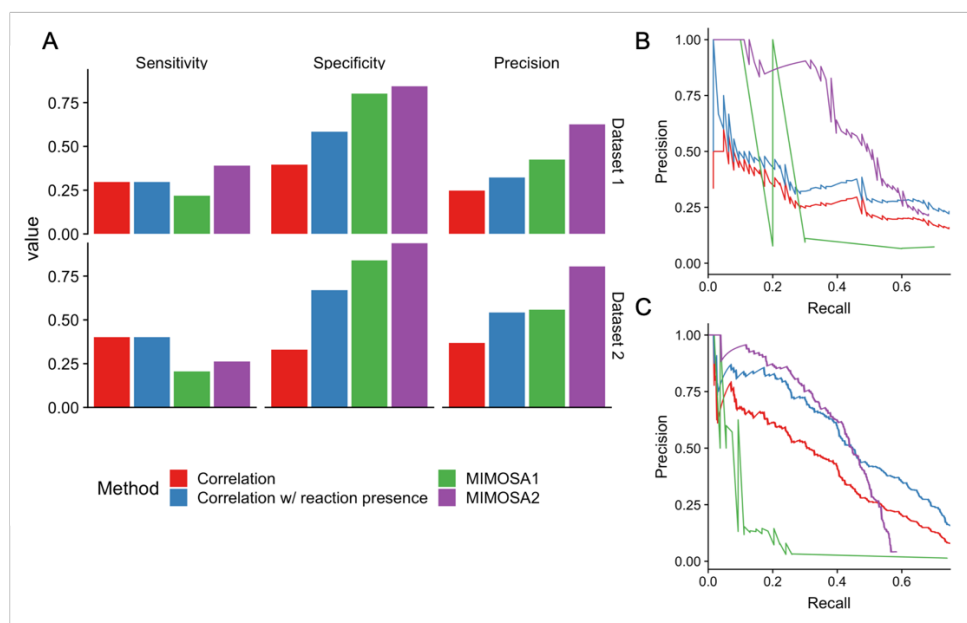 A
Sensitivity
Specificity
Precision
0.75
0.50
0.25
0.00
Dataset 1
value
0.75
0.50
0.25
0.00
Dataset 2
Method
Correlation
Correlation w/ reaction presence
MIMOSA1
MIMOSA2
B
1.00
0.75
0.50
0.25
0.00
Precision
0.0
0.2
0.4
0.6
Recall
C
1.00
0.75
0.50
0.25
0.00
Precision
0.0
0.2
0.4
0.6
Recall